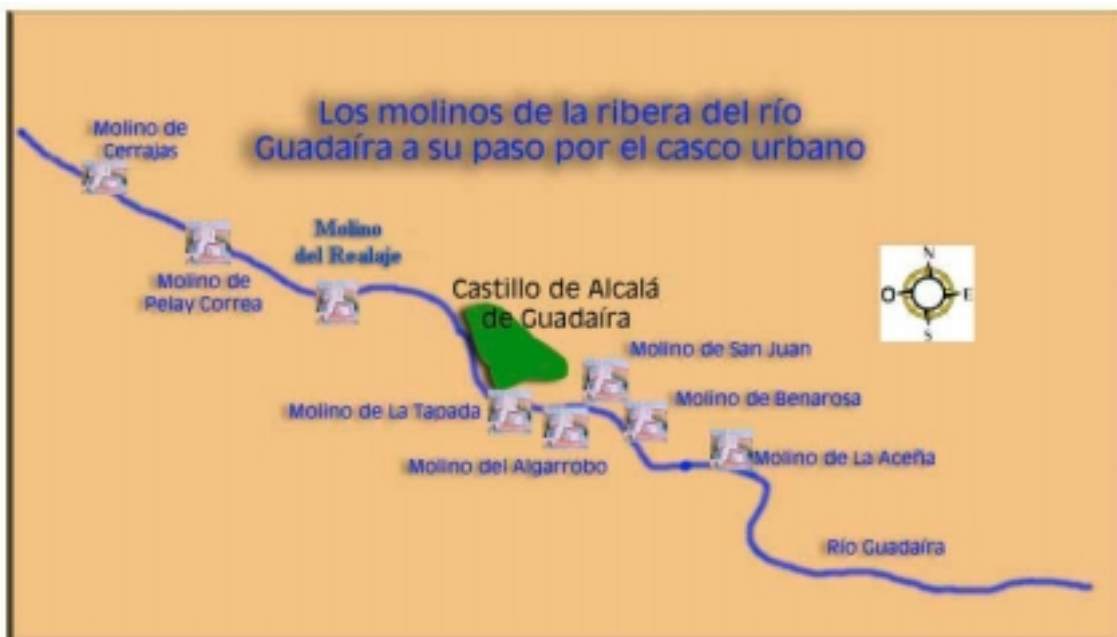 Los molinos de la ribera del río
Guadaíra a su paso por el casco urbano
Molino de
Cerrajas
Molino de
Pelay Correa
Molino
del Realaje
Castillo de Alcalá
de Guadaíra
N
O
E
S
Molino de San Juan
Molino de La Tapada
Molino de Benarosa
Molino del Algarrobo
Molino de La Aceña
Río Guadaíra